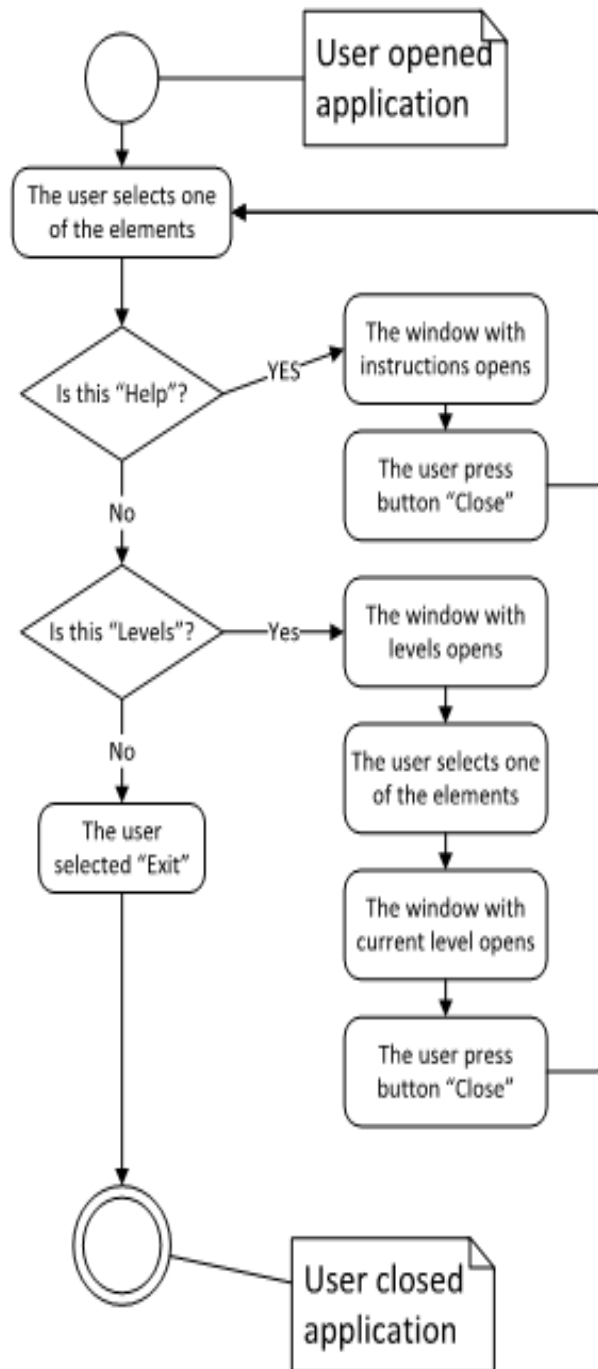 User opened
application
The user selects one
of the elements
Is this “Help”?
YES
The window with
instructions opens
The user press
button “Close”
No
Is this “Levels”?
Yes
The window with
levels opens
The user selects one
of the elements
No
The user
selected “Exit”
The window with
current level opens
The user press
button “Close”
User closed
application